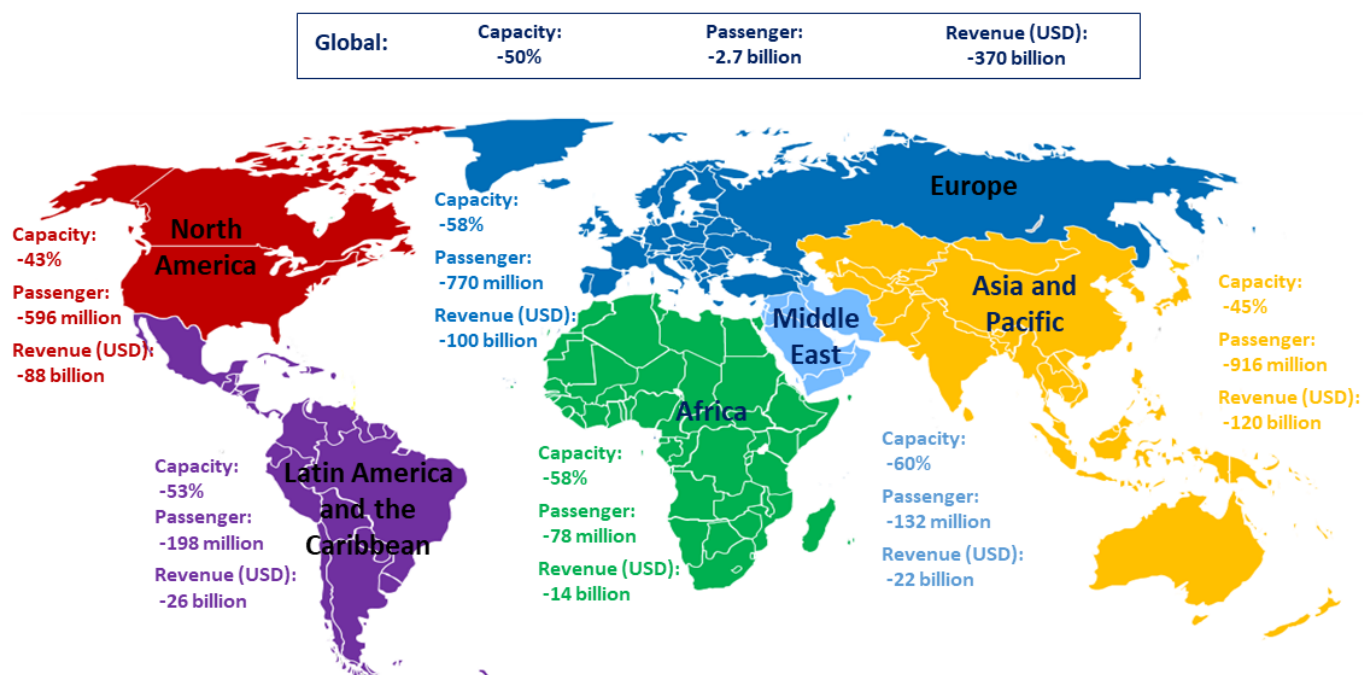 Global:
Capacity:
-50%
Passenger:
-2.7 billion
Revenue (USD):
-370 billion
North
America
Capacity:
-43%
Passenger:
-596 million
Revenue (USD):
-88 billion
Europe
Capacity:
-58%
Passenger:
-770 million
Revenue (USD):
-100 billion
Asia and
Pacific
Capacity:
-45%
Passenger:
-916 million
Revenue (USD):
-120 billion
Middle
East
Capacity:
-60%
Passenger:
-132 million
Revenue (USD):
-22 billion
Africa
Capacity:
-58%
Passenger:
-78 million
Revenue (USD):
-14 billion
Latin America
and the
Caribbean
Capacity:
-53%
Passenger:
-198 million
Revenue (USD):
-26 billion